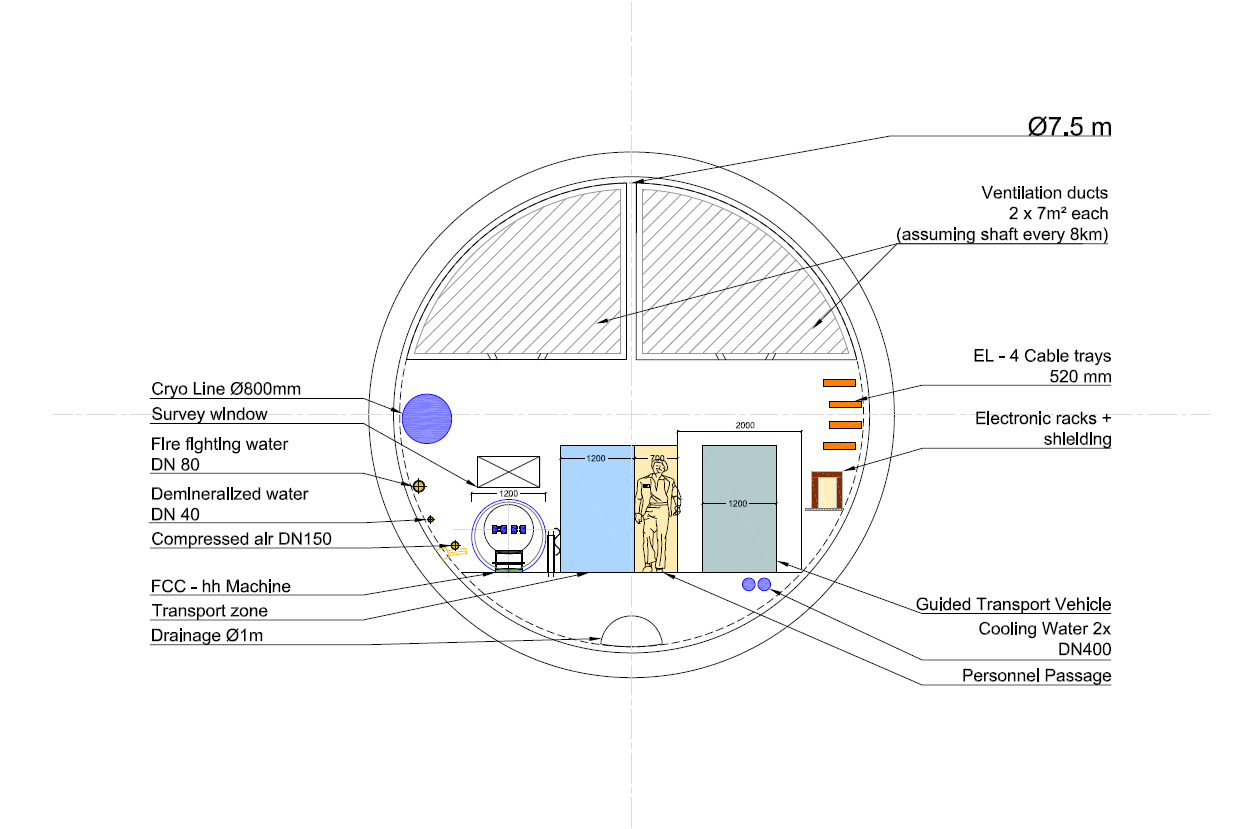 Ø7.5 m
Ventilation ducts
2 x 7m² each
(assuming shaft every 8km)
EL - 4 Cable trays
520 mm
Electronic racks +
shielding
Cryo Line Ø800mm
Survey window
Fire fighting water
DN 80
Demineralized water
DN 40
Compressed air DN150
FCC - hh Machine
Transport zone
Drainage Ø1m
1200
1200
700
2000
1200
Guided Transport Vehicle
Cooling Water 2x
DN400
Personnel Passage